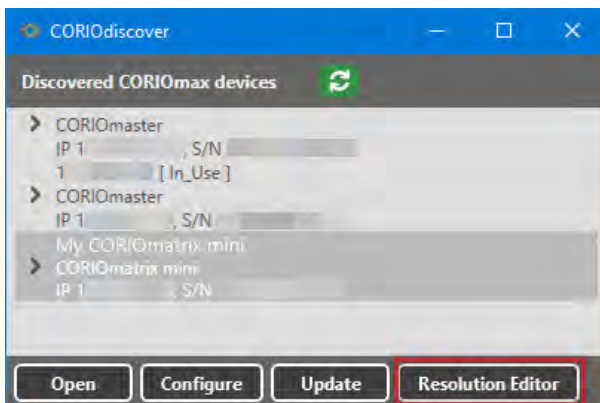 CORIOdiscover
Discovered CORIOmax devices
CORIOmaster
IP 1 , S/N
1 [ In_Use ]
CORIOmaster
IP 1 , S/N
My CORIOmatrix mini
CORIOmatrix mini
IP 1 , S/N
Open Configure Update Resolution Editor